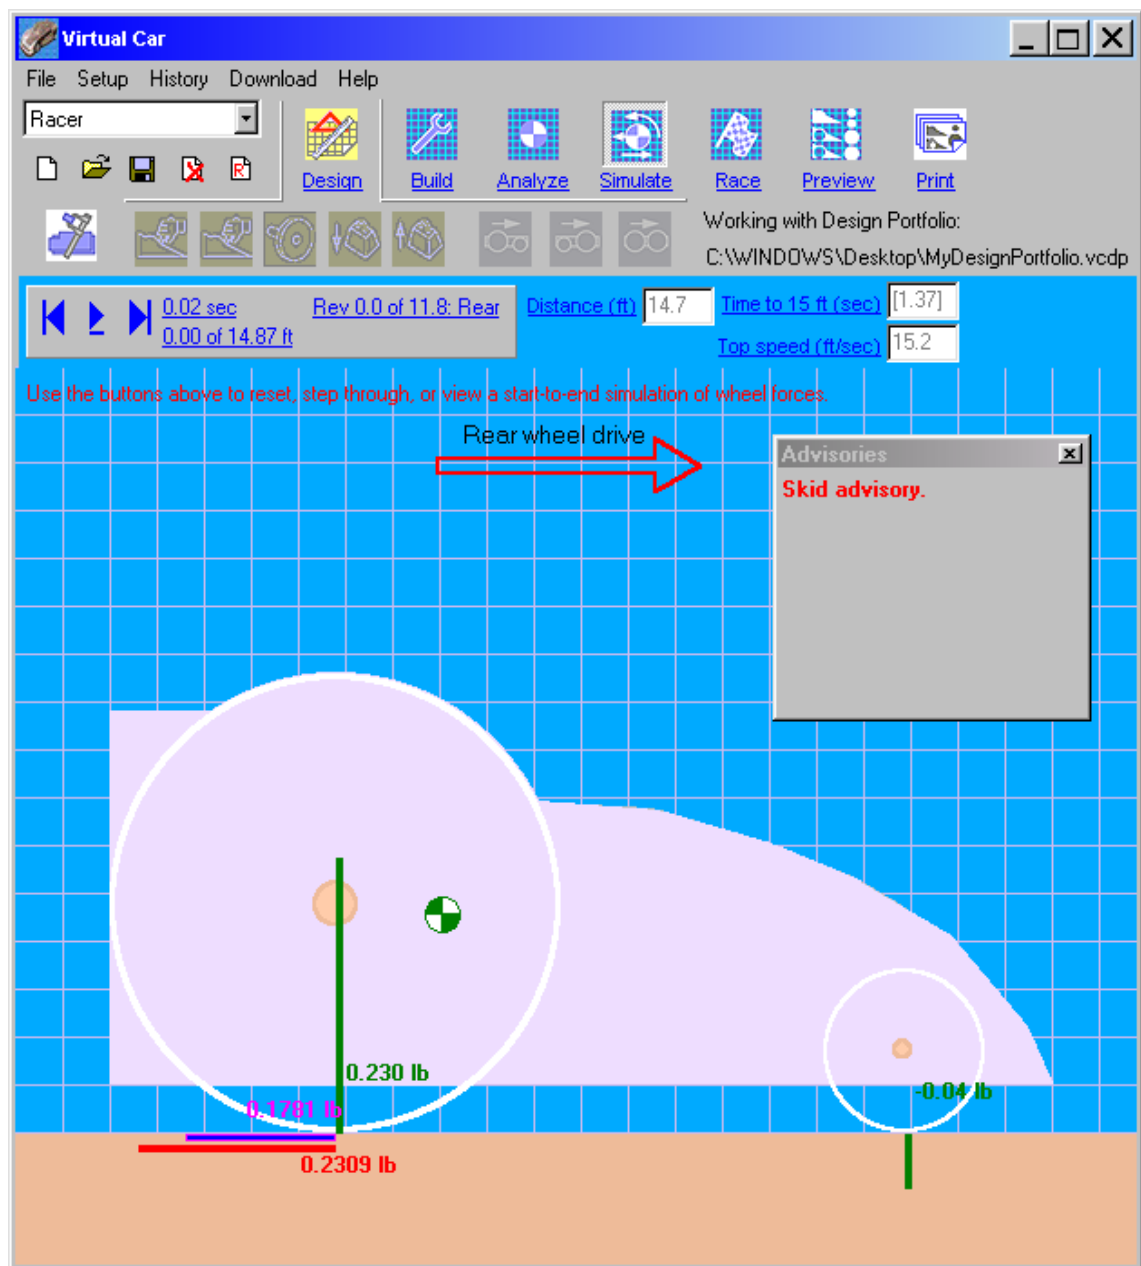 Virtual Car
File Setup History Download Help
Racer
R
Design Build Analyze Simulate Race Preview Print
Working with Design Portfolio:
C:\WINDOWS\Desktop\MyDesignPortfolio.vcdp
0.02 sec Rev 0.0 of 11.8: Rear Distance (ft) 14.7 Time to 15 ft (sec) [1.37]
0.00 of 14.87 ft Top speed (ft/sec) 15.2
Use the buttons above to reset, step through, or view a start-to-end simulation of wheel forces.
Rear wheel drive
Advisories
Skid advisory.
0.230 lb
-0.04 lb
0.1781 lb
0.2309 lb